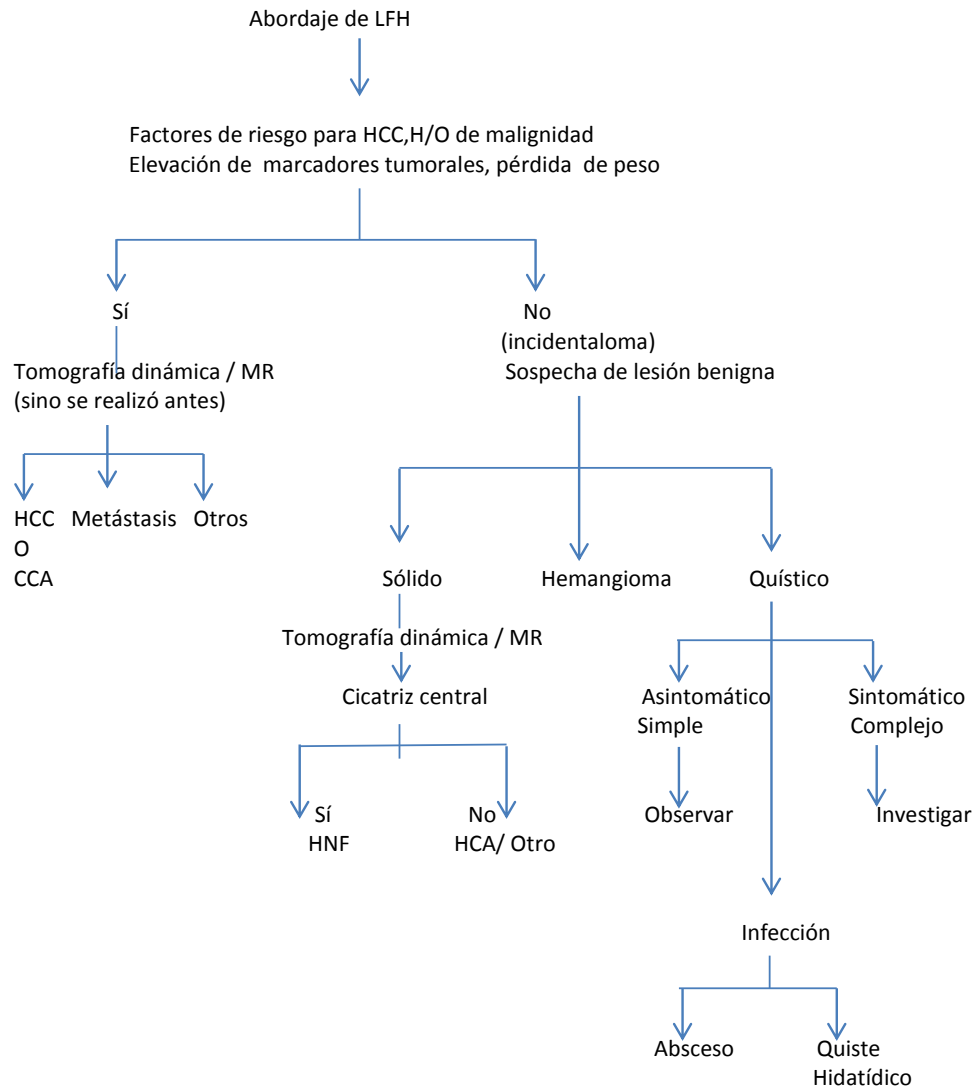 Abordaje de LFH
Factores de riesgo para HCC,H/O de malignidad
Elevación de marcadores tumorales, pérdida de peso
Sí
No
(incidentaloma)
Sospecha de lesión benigna
Tomografía dinámica / MR
(sino se realizó antes)
HCC Metástasis Otros
O
CCA
Sólido
Hemangioma
Quístico
Tomografía dinámica / MR
Cicatriz central
Asintomático
Simple
Sintomático
Complejo
Sí
HNF
No
HCA/ Otro
Observar
Investigar
Infección
Absceso
Quiste
Hidatídico